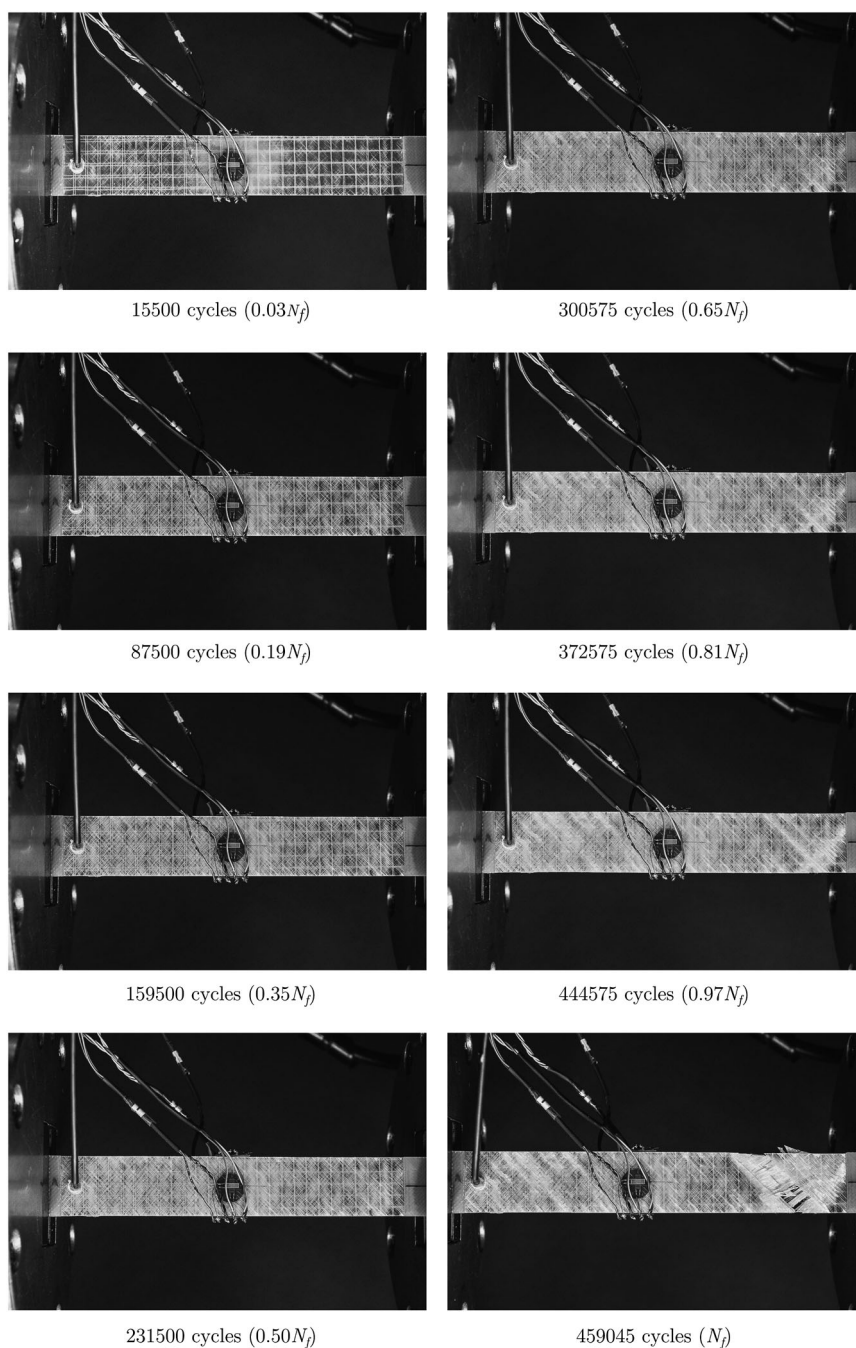 15500 cycles (0.03N_f)
300575 cycles (0.65N_f)
87500 cycles (0.19N_f)
372575 cycles (0.81N_f)
159500 cycles (0.35N_f)
444575 cycles (0.97N_f)
231500 cycles (0.50N_f)
459045 cycles (N_f)